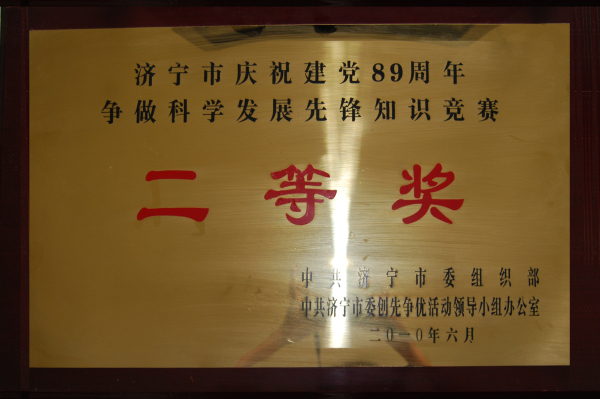 济宁市庆祝建党89周年
争做科学发展先锋知识竞赛
二等奖
中共济宁市委组织部
中共济宁市委创先争优活动领导小组办公室
二〇一〇年六月